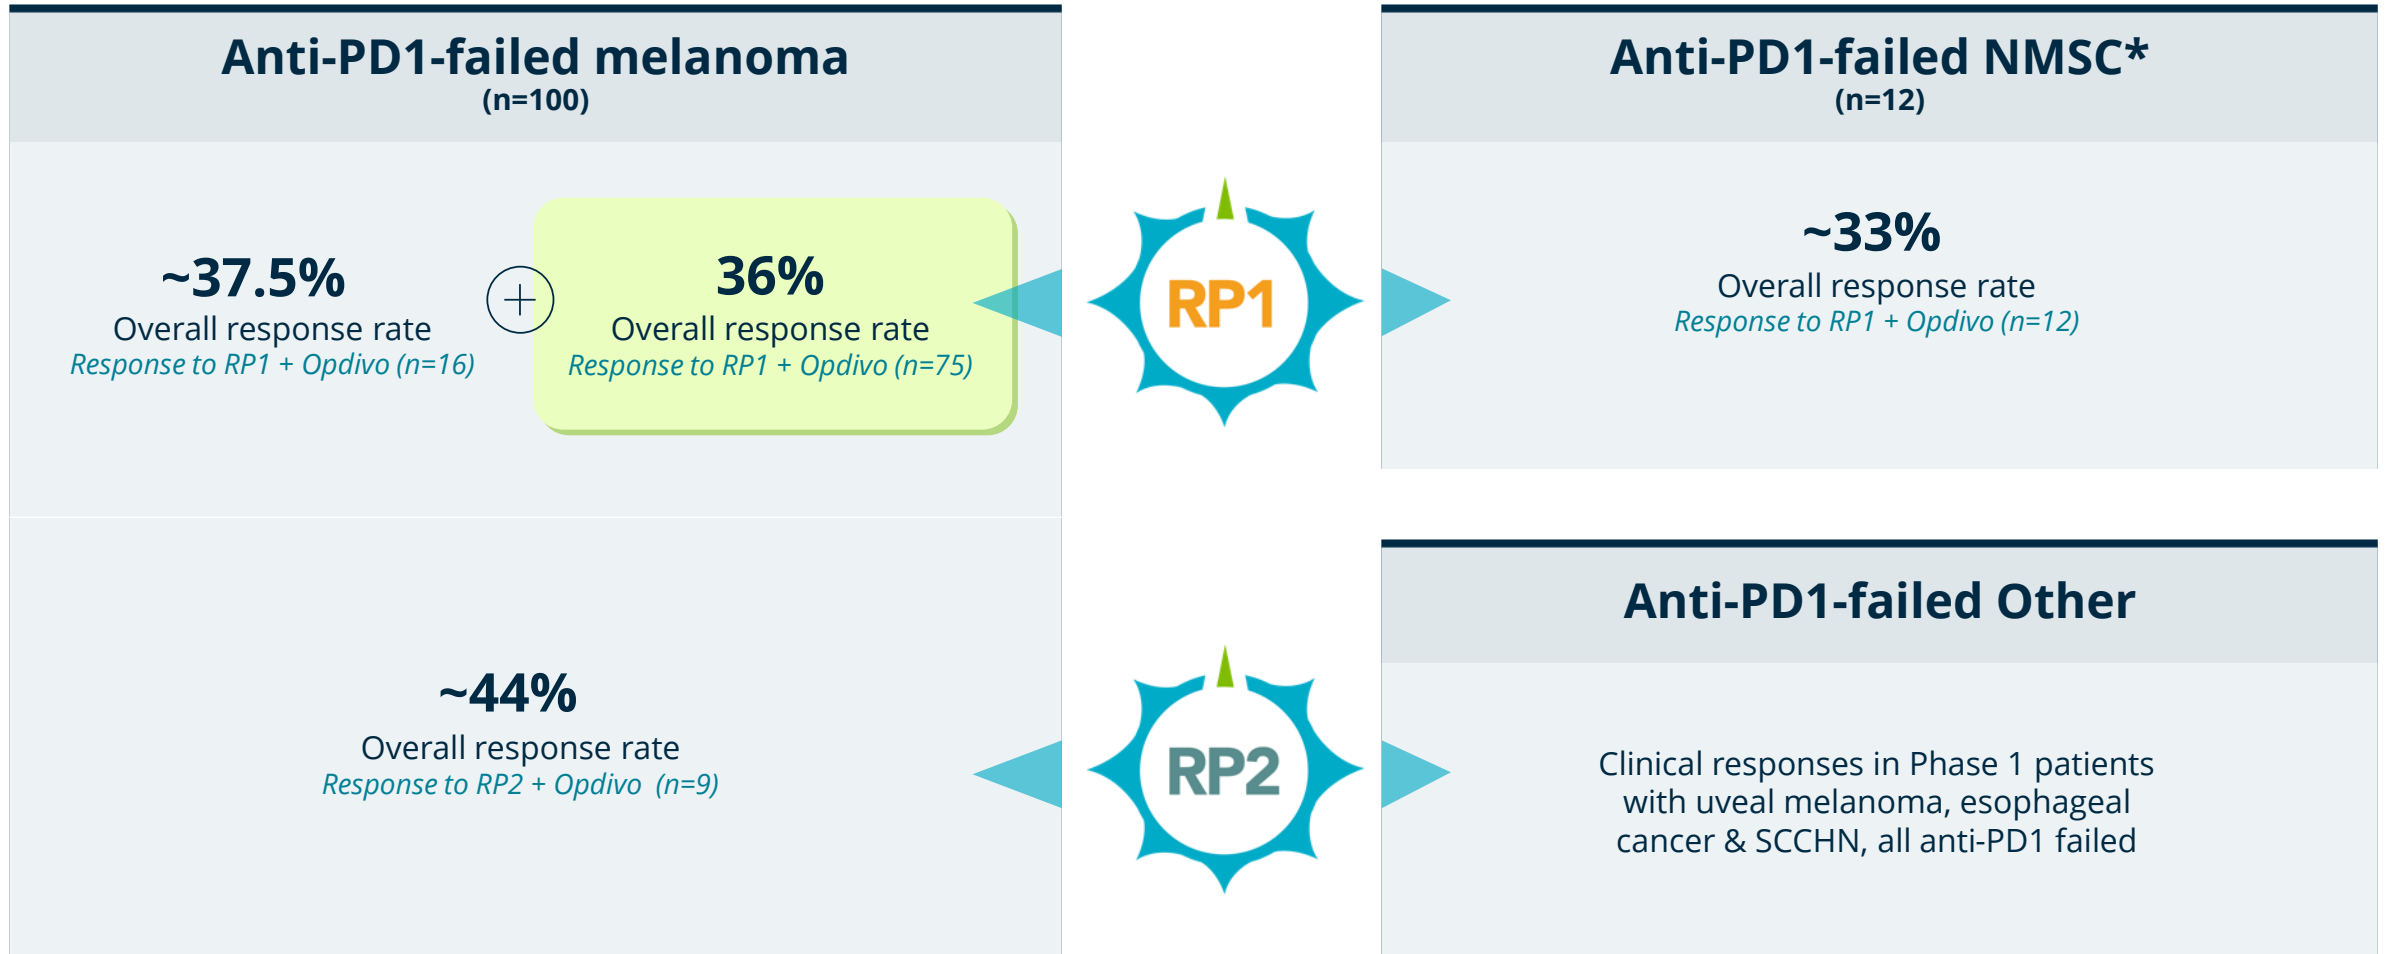 Anti-PD1-failed melanoma
(n=100)
~37.5%
Overall response rate
Response to RP1 + Opdivo (n=16)
36%
Overall response rate
Response to RP1 + Opdivo (n=75)
RP1
Anti-PD1-failed NMSC*
(n=12)
~33%
Overall response rate
Response to RP1 + Opdivo (n=12)
~44%
Overall response rate
Response to RP2 + Opdivo (n=9)
RP2
Anti-PD1-failed Other
Clinical responses in Phase 1 patients
with uveal melanoma, esophageal
cancer & SCCHN, all anti-PD1 failed